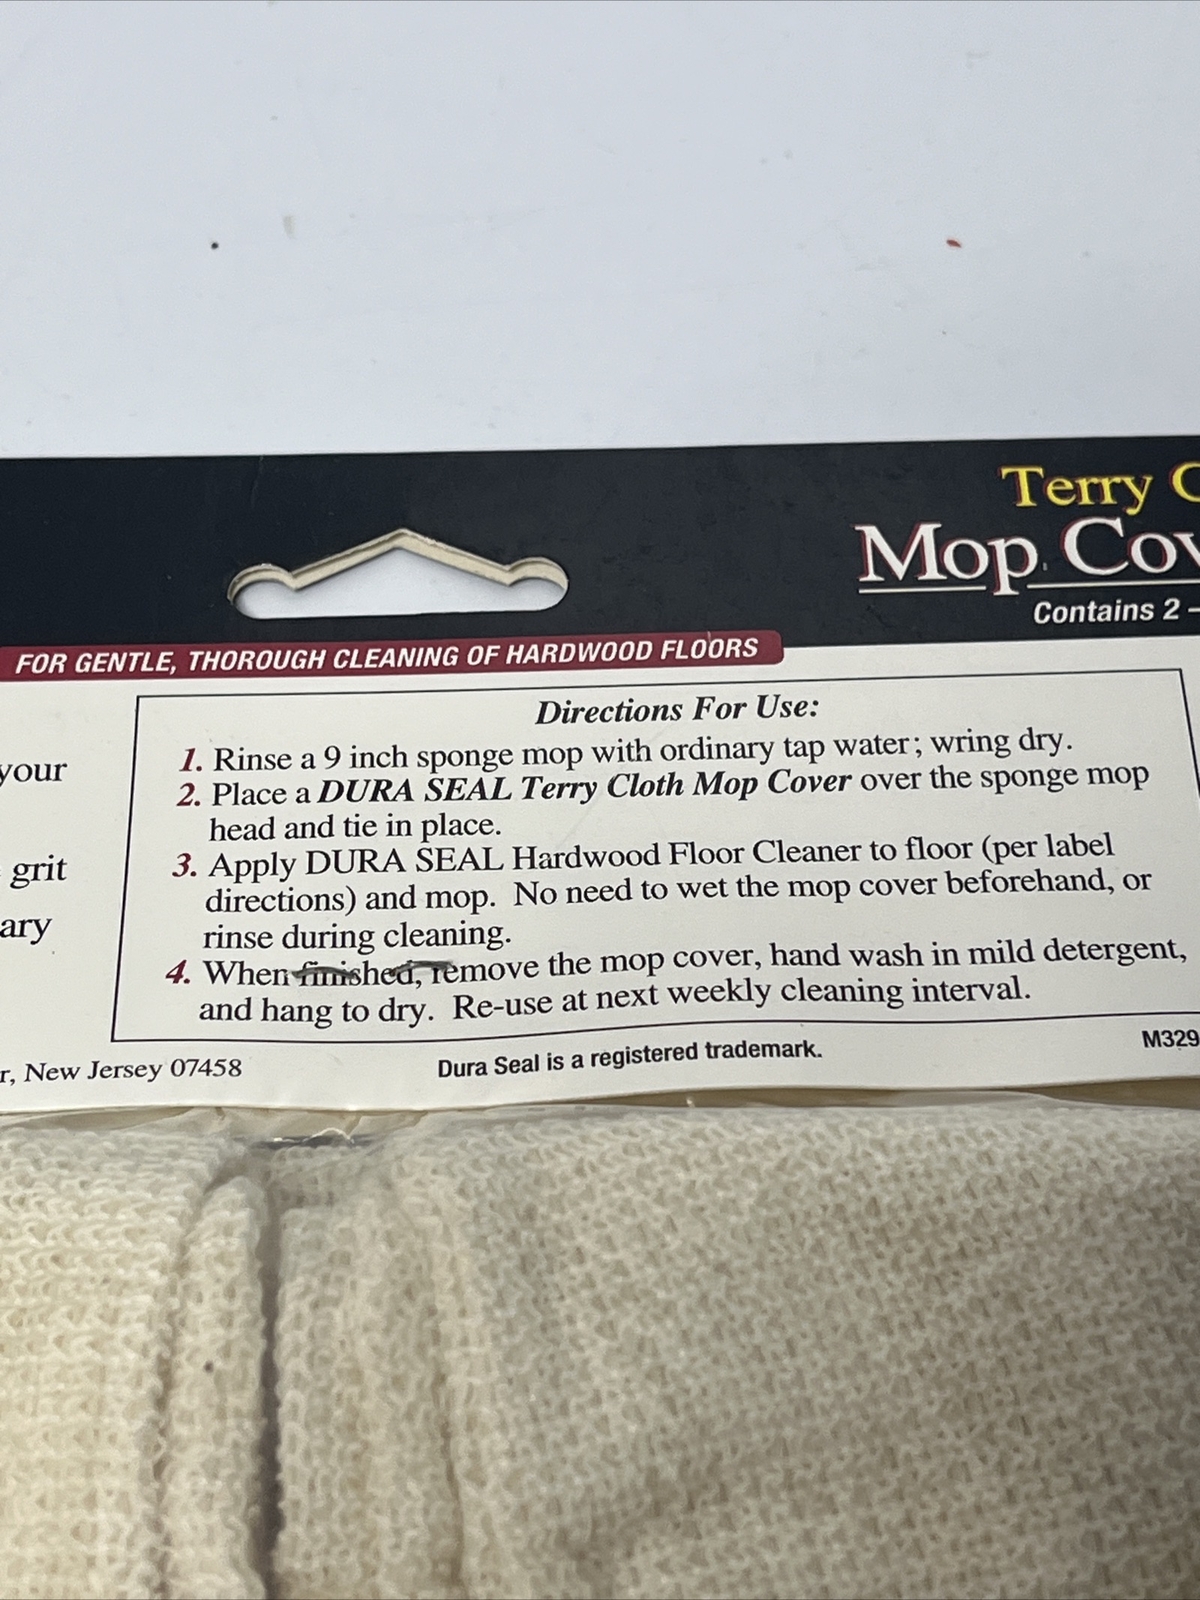 Terry
Mop Cov
Contains 2 –
FOR GENTLE, THOROUGH CLEANING OF HARDWOOD FLOORS
your
grit
ary
Directions For Use:
1. Rinse a 9 inch sponge mop with ordinary tap water; wring dry.
2. Place a DURA SEAL Terry Cloth Mop Cover over the sponge mop
head and tie in place.
3. Apply DURA SEAL Hardwood Floor Cleaner to floor (per label
directions) and mop. No need to wet the mop cover beforehand, or
rinse during cleaning.
4. When finished, remove the mop cover, hand wash in mild detergent,
and hang to dry. Re-use at next weekly cleaning interval.
r, New Jersey 07458
Dura Seal is a registered trademark.
M329